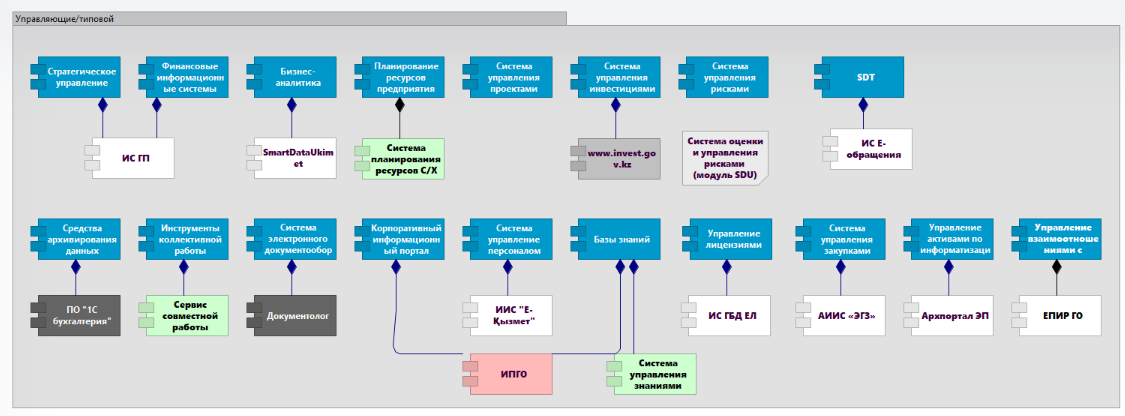 Управляющие/типовой
Стратегическое
управление
Финансовые
информационн
ные системы
Бизнес-
аналитика
Планирование
ресурсов
предприятия
Система
управления
проектами
Система
управления
инвестициями
Система
управления
рисками
SDT
ИС ГП
SmartDataUkim
et
Система
планирования
ресурсов С/Х
www.invest.go
v.kz
Система оценки
и управления
рисками
(модуль SDU)
ИС Е-
обращения
Средства
архивирования
данных
Инструменты
коллективной
работы
Система
электронного
документообор
Корпоративный
информационн
ный портал
Система
управление
персоналом
Базы знаний
Управление
лицензиями
Система
управления
закупками
Управление
активами по
информатизаци
Управление
взаимоотноше
ниями с
ПО "1С
бухгалтерия"
Сервис
совместной
работы
Документолог
ИИС "Е-
Қызмет"
ИС ГБД ЕЛ
АИИС «ЭГЗ»
Архпортал ЭП
ЕПИР ГО
ИПГО
Система
управления
знаниями